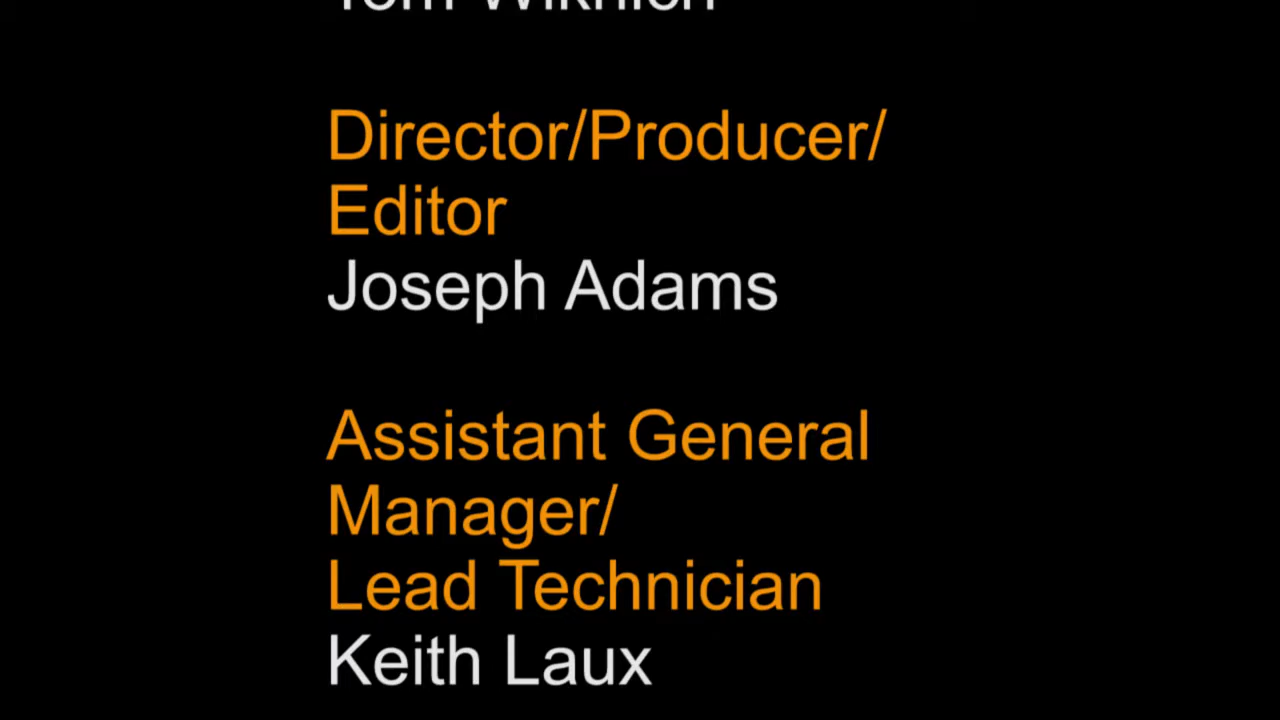 Director/Producer/
Editor
Joseph Adams
Assistant General
Manager/
Lead Technician
Keith Laux